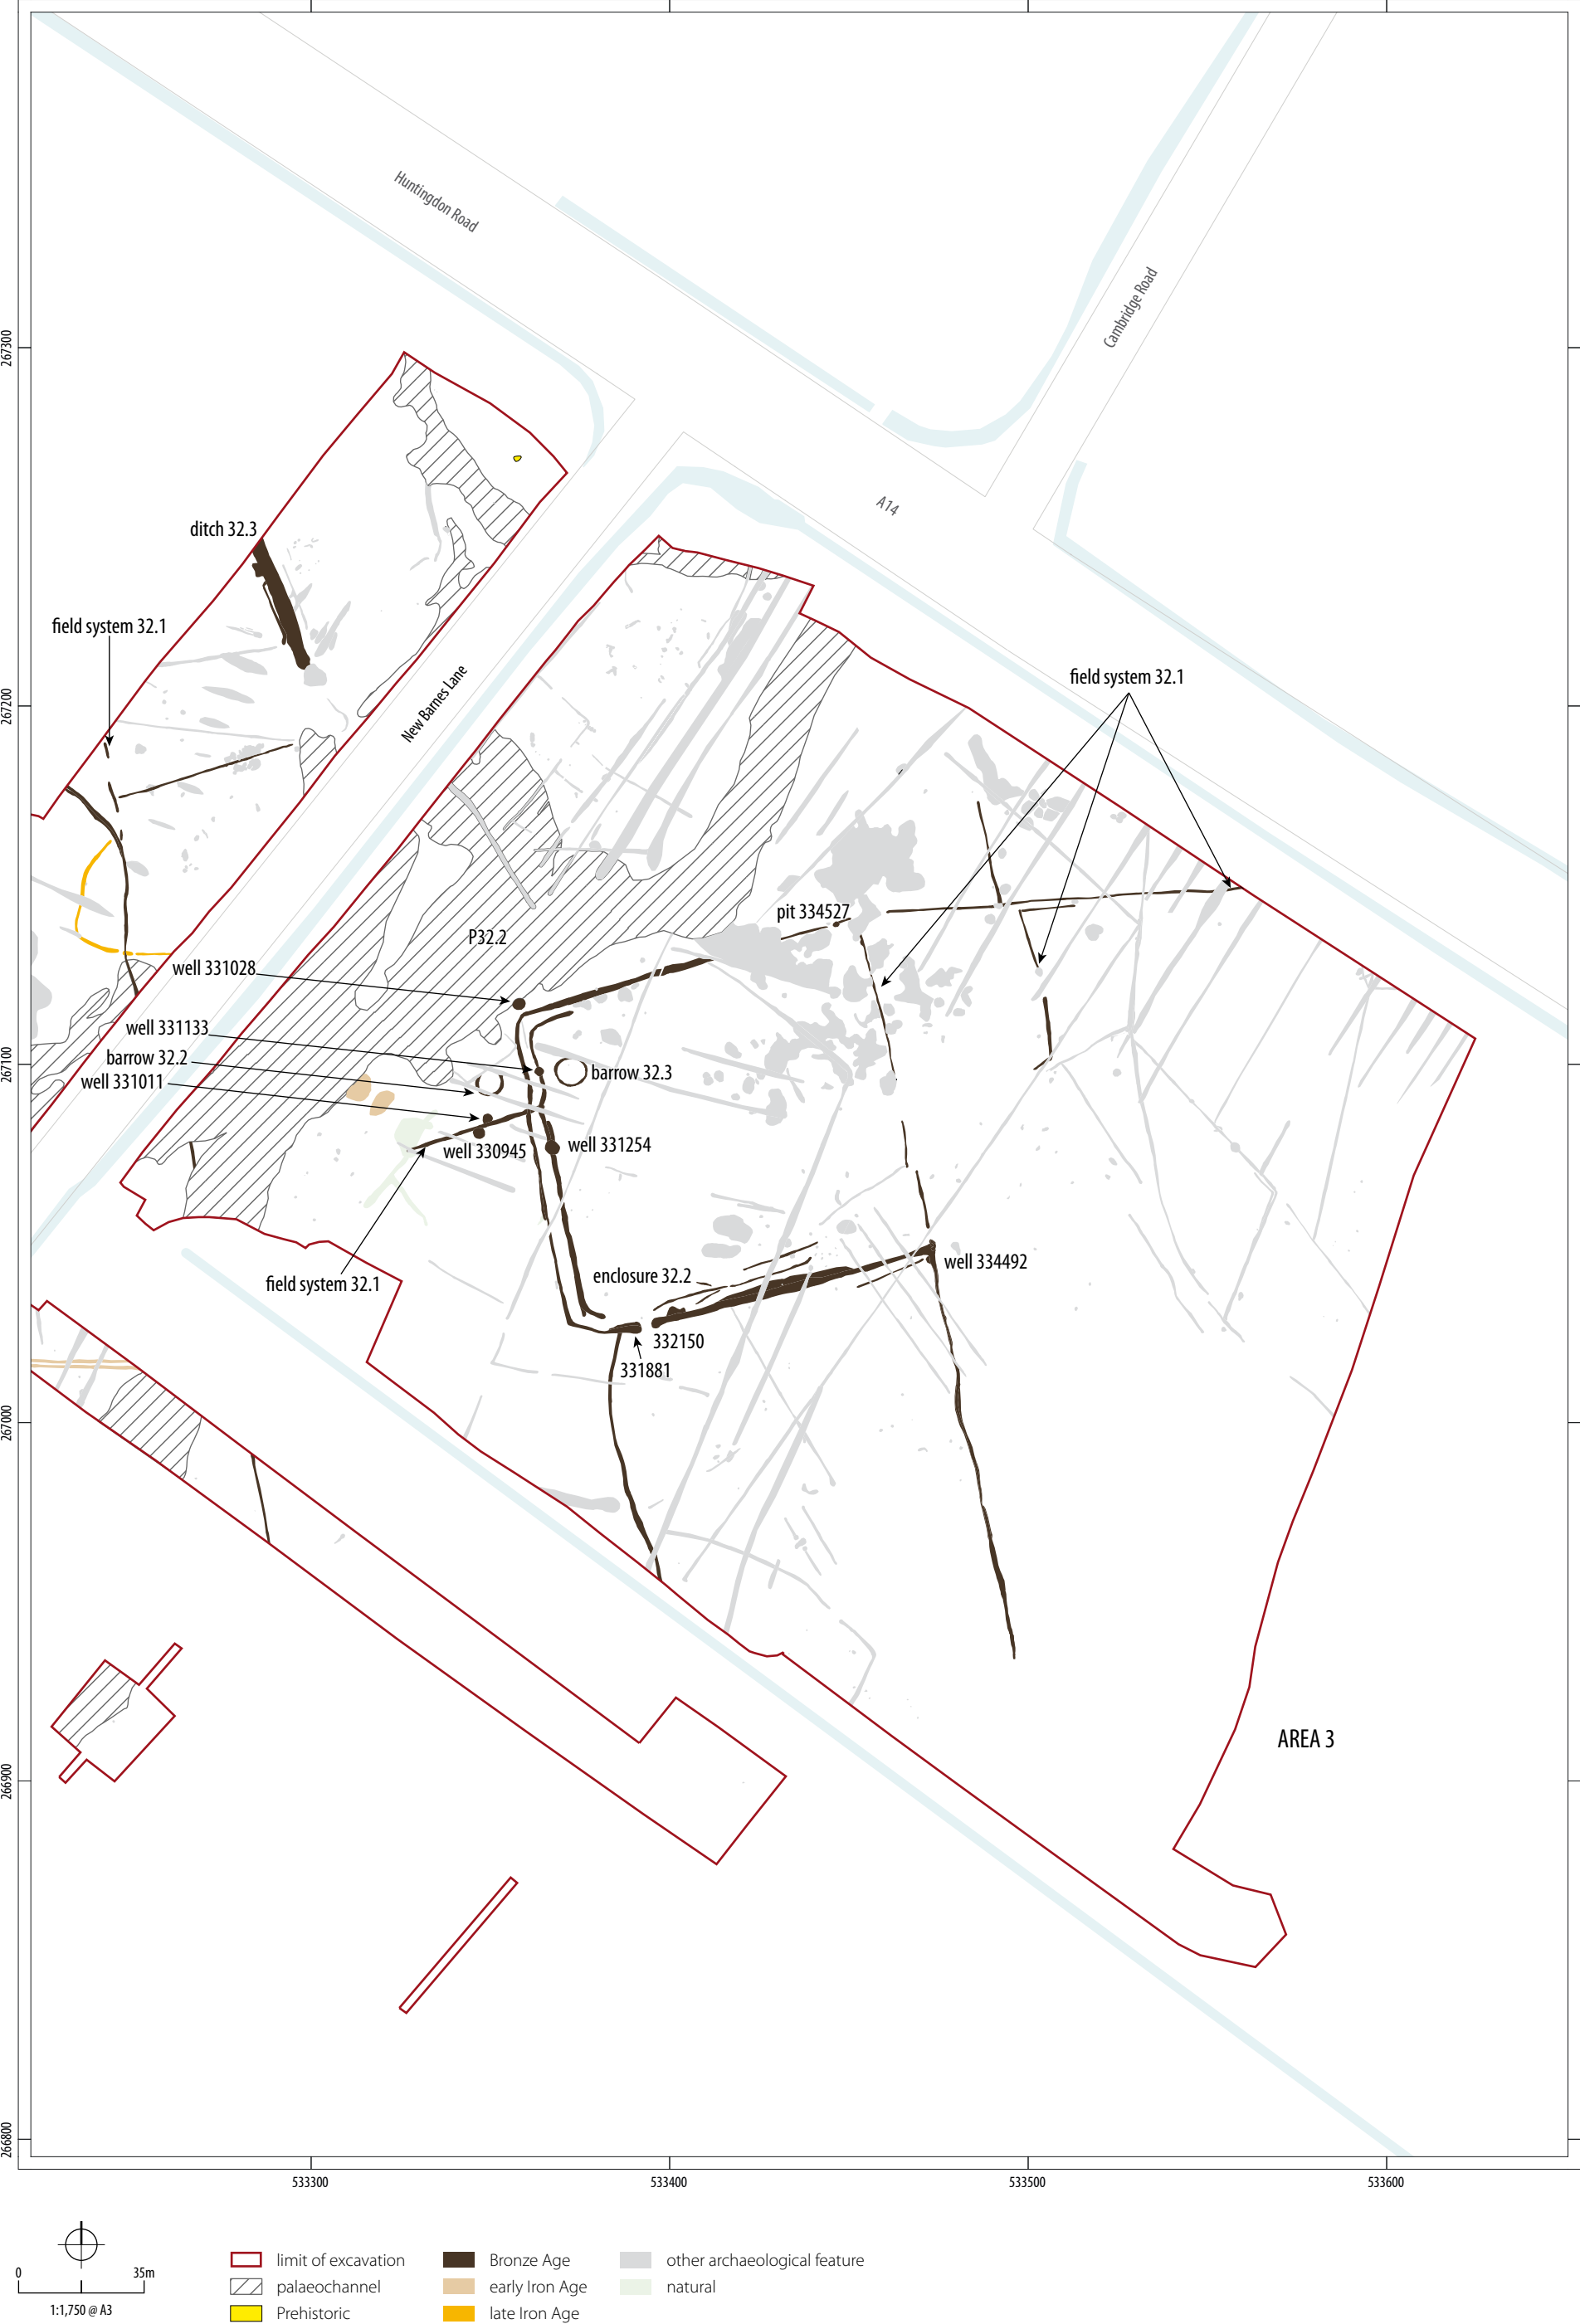 Huntingdon Road
Cambridge Road
267300
A14
ditch 32.3
field system 32.1
field system 32.1
267200
New Barnes Lane
pit 334527
P32.2
well 331028
well 331133
barrow 32.2
267100
barrow 32.3
well 331011
well 330945
well 331254
enclosure 32.2
well 334492
field system 32.1
332150
331881
267000
AREA 3
266900
266800
533300
533400
533500
533600
0
35m
1:1,750 @ A3
limit of excavation
palaeochannel
Prehistoric
Bronze Age
early Iron Age
late Iron Age
other archaeological feature
natural